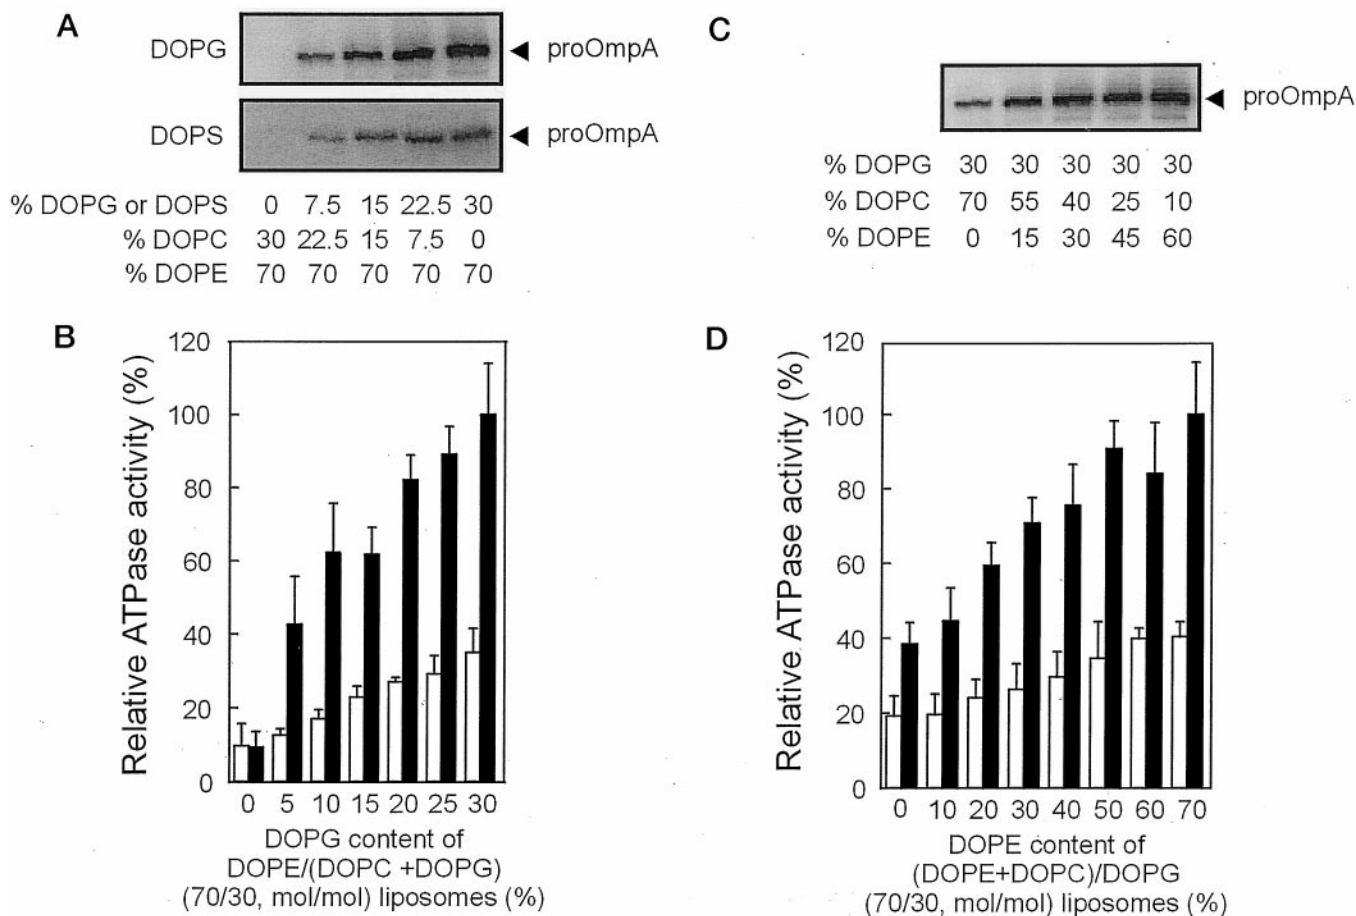 A
DOPG
proOmpA
DOPS
proOmpA
% DOPG or DOPS 0 7.5 15 22.5 30
% DOPC 30 22.5 15 7.5 0
% DOPE 70 70 70 70 70
C
proOmpA
% DOPG 30 30 30 30 30
% DOPC 70 55 40 25 10
% DOPE 0 15 30 45 60
B
Relative ATPase activity (%)
120
100
80
60
40
20
0
0 5 10 15 20 25 30
DOPG content of
DOPE/(DOPC +DOPG)
(70/30, mol/mol) liposomes (%)
D
Relative ATPase activity (%)
120
100
80
60
40
20
0
0 10 20 30 40 50 60 70
DOPE content of
(DOPE+DOPC)/DOPG
(70/30, mol/mol) liposomes (%)